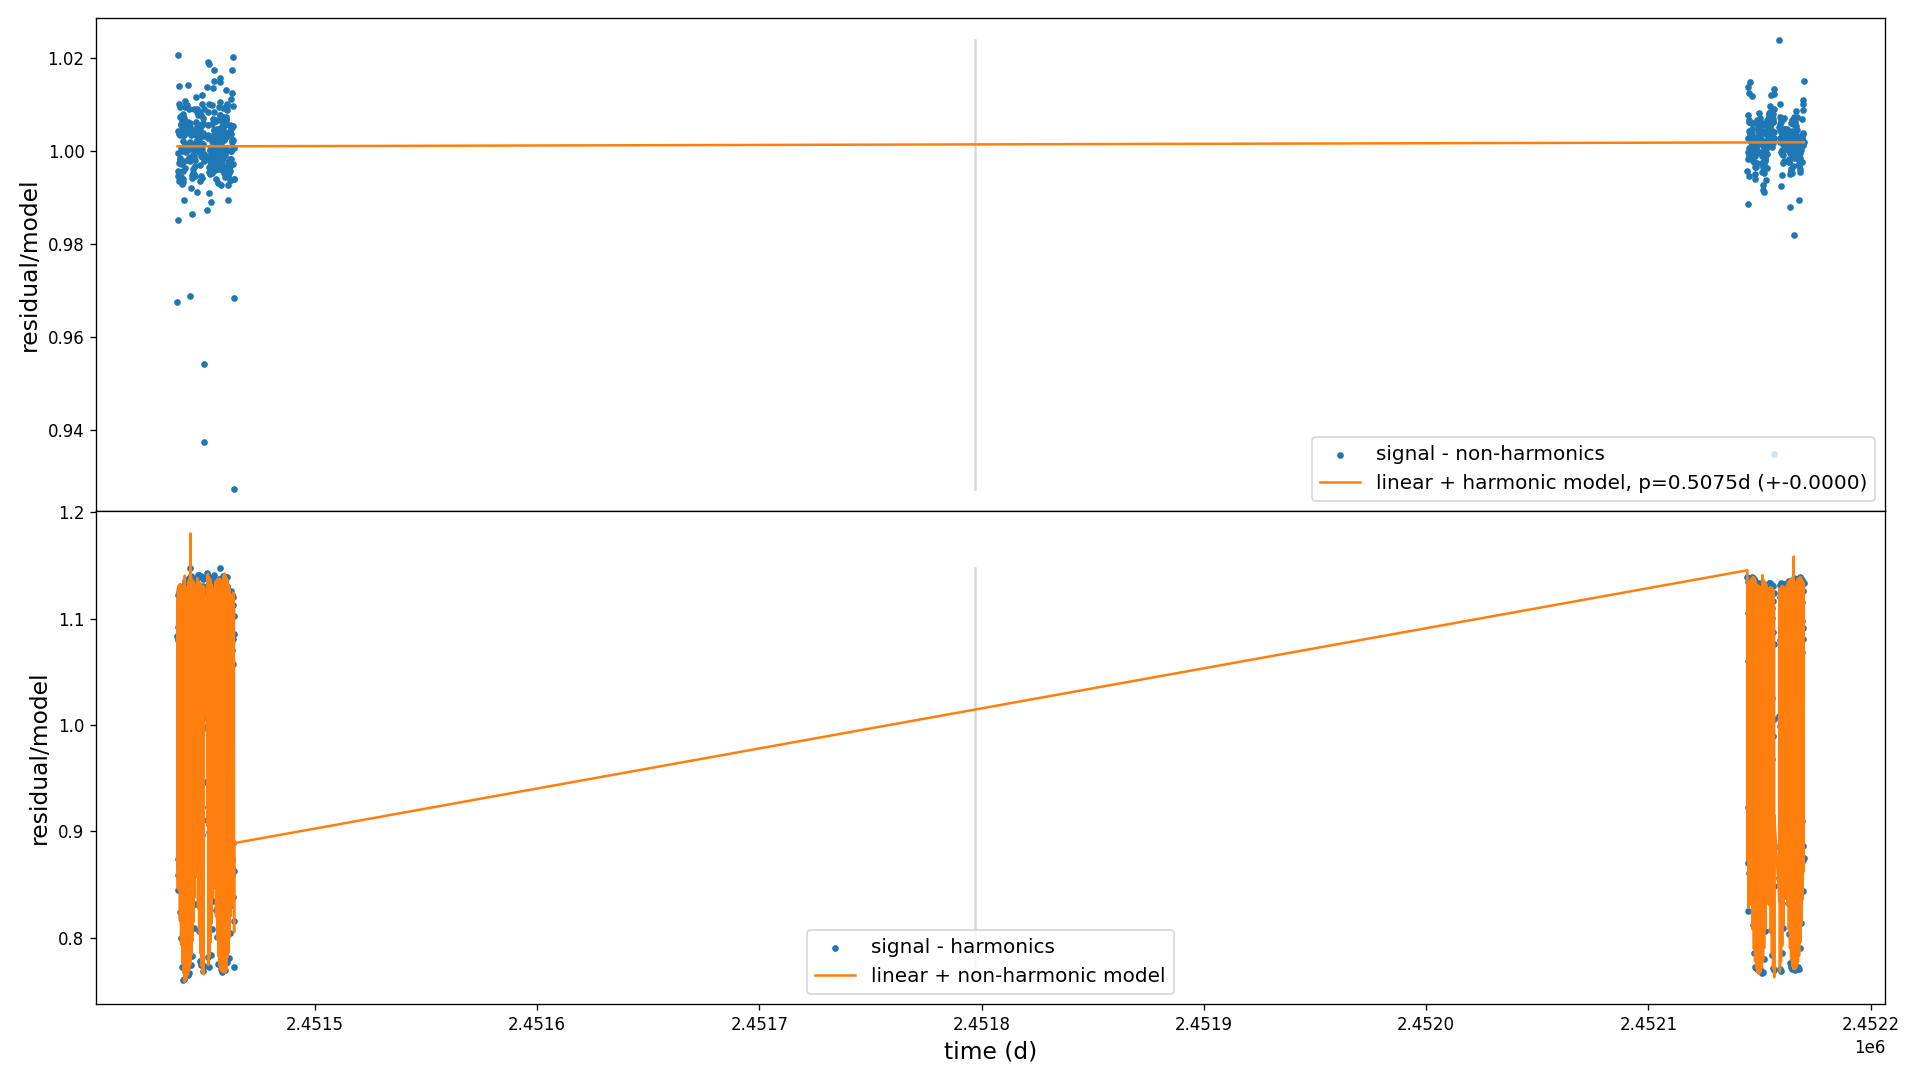 residual/model
1.02
1.00
0.98
0.96
0.94
signal - non-harmonics
linear + harmonic model, p=0.5075d (+-0.0000)
residual/model
1.2
1.1
1.0
0.9
0.8
signal - harmonics
linear + non-harmonic model
2.4515 2.4516 2.4517 2.4518 2.4519 2.4520 2.4521 2.4522
time (d)
1e6